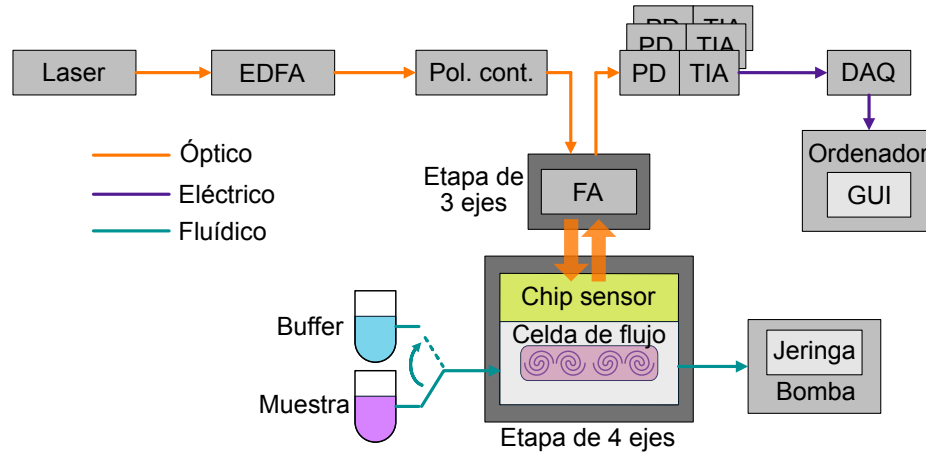 PD TIA
PD TIA
Laser
EDFA
Pol. cont.
PD TIA
DAQ
Óptico
Eléctrico
Fluídico
Etapa de
3 ejes
FA
Ordenador
GUI
Chip sensor
Celda de flujo
Buffer
Muestra
Jeringa
Bomba
Etapa de 4 ejes